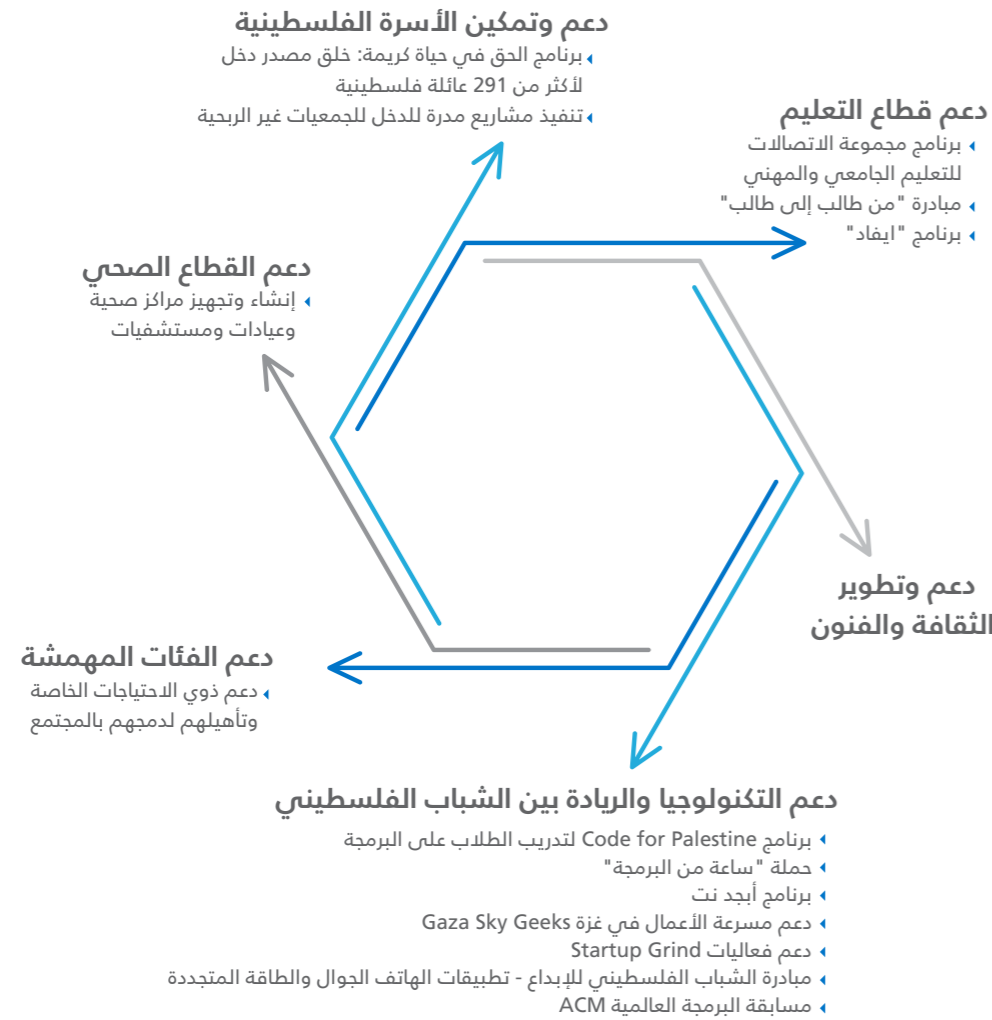 دعم وتمكين الأسرة الفلسطينية
برنامج الحق في حياة كريمة: خلق مصدر دخل
لأكثر من 291 عائلة فلسطينية
تنفيذ مشاريع مدرة للدخل للجمعيات غير الربحية
دعم قطاع التعليم
برنامج مجموعة الاتصالات
للتعليم الجامعي والمهني
مبادرة "من طالب إلى طالب"
برنامج "ايفاد"
دعم القطاع الصحي
إنشاء وتجهيز مراكز صحية
وعيادات ومستشفيات
دعم وتطوير
الثقافة والفنون
دعم الفئات المهمشة
دعم ذوي الاحتياجات الخاصة
وتأهيلهم لدمجهم بالمجتمع
دعم التكنولوجيا والريادة بين الشباب الفلسطيني
برنامج Code for Palestine لتدريب الطلاب على البرمجة
حملة "ساعة من البرمجة"
برنامج أبجد نت
دعم مسرعة الأعمال في غزة Gaza Sky Geeks
دعم فعاليات Startup Grind
مبادرة الشباب الفلسطيني للإبداع - تطبيقات الهاتف الجوال والطاقة المتجددة
مسابقة البرمجة العالمية ACM